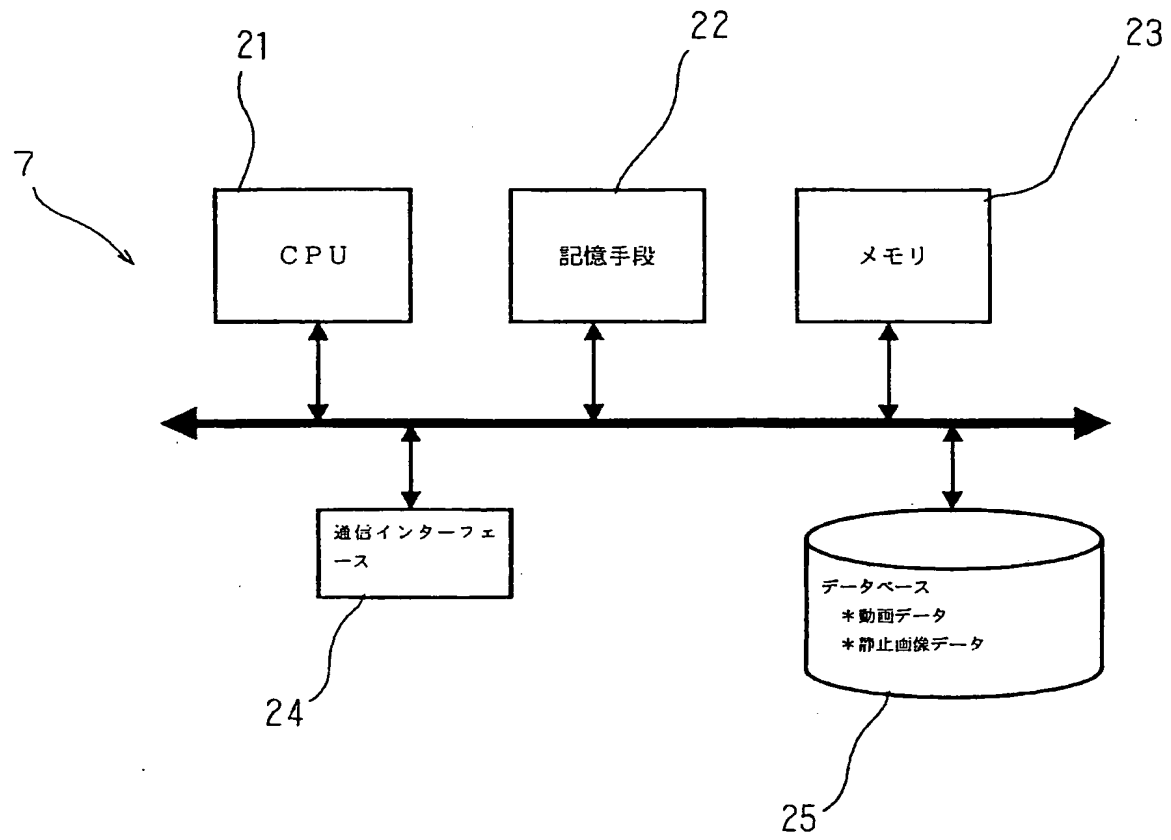 21
22
23
7
CPU
記憶手段
メモリ
通信インターフェ
ース
データベース
*動画データ
*静止画像データ
24
25